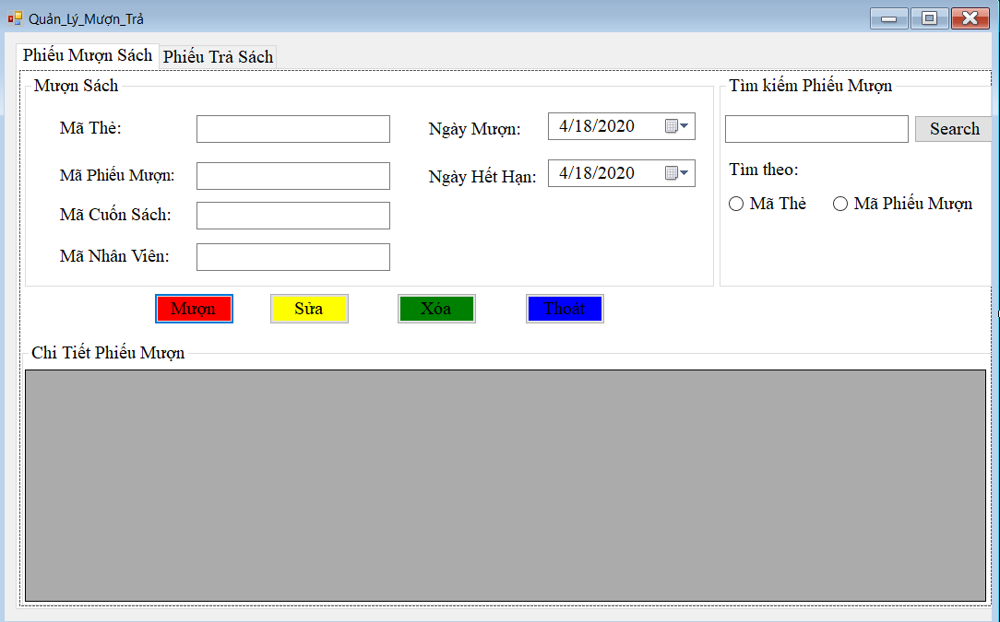 Quản_Lý_Mượn_Trả
Phiếu Mượn Sách Phiếu Trả Sách
Mượn Sách
Mã Thẻ:
Mã Phiếu Mượn:
Mã Cuốn Sách:
Mã Nhân Viên:
Ngày Mượn: 4/18/2020
Ngày Hết Hạn: 4/18/2020
Tìm kiếm Phiếu Mượn
Search
Tìm theo:
Mã Thẻ Mã Phiếu Mượn
Mượn Sửa Xóa Thoát
Chi Tiết Phiếu Mượn